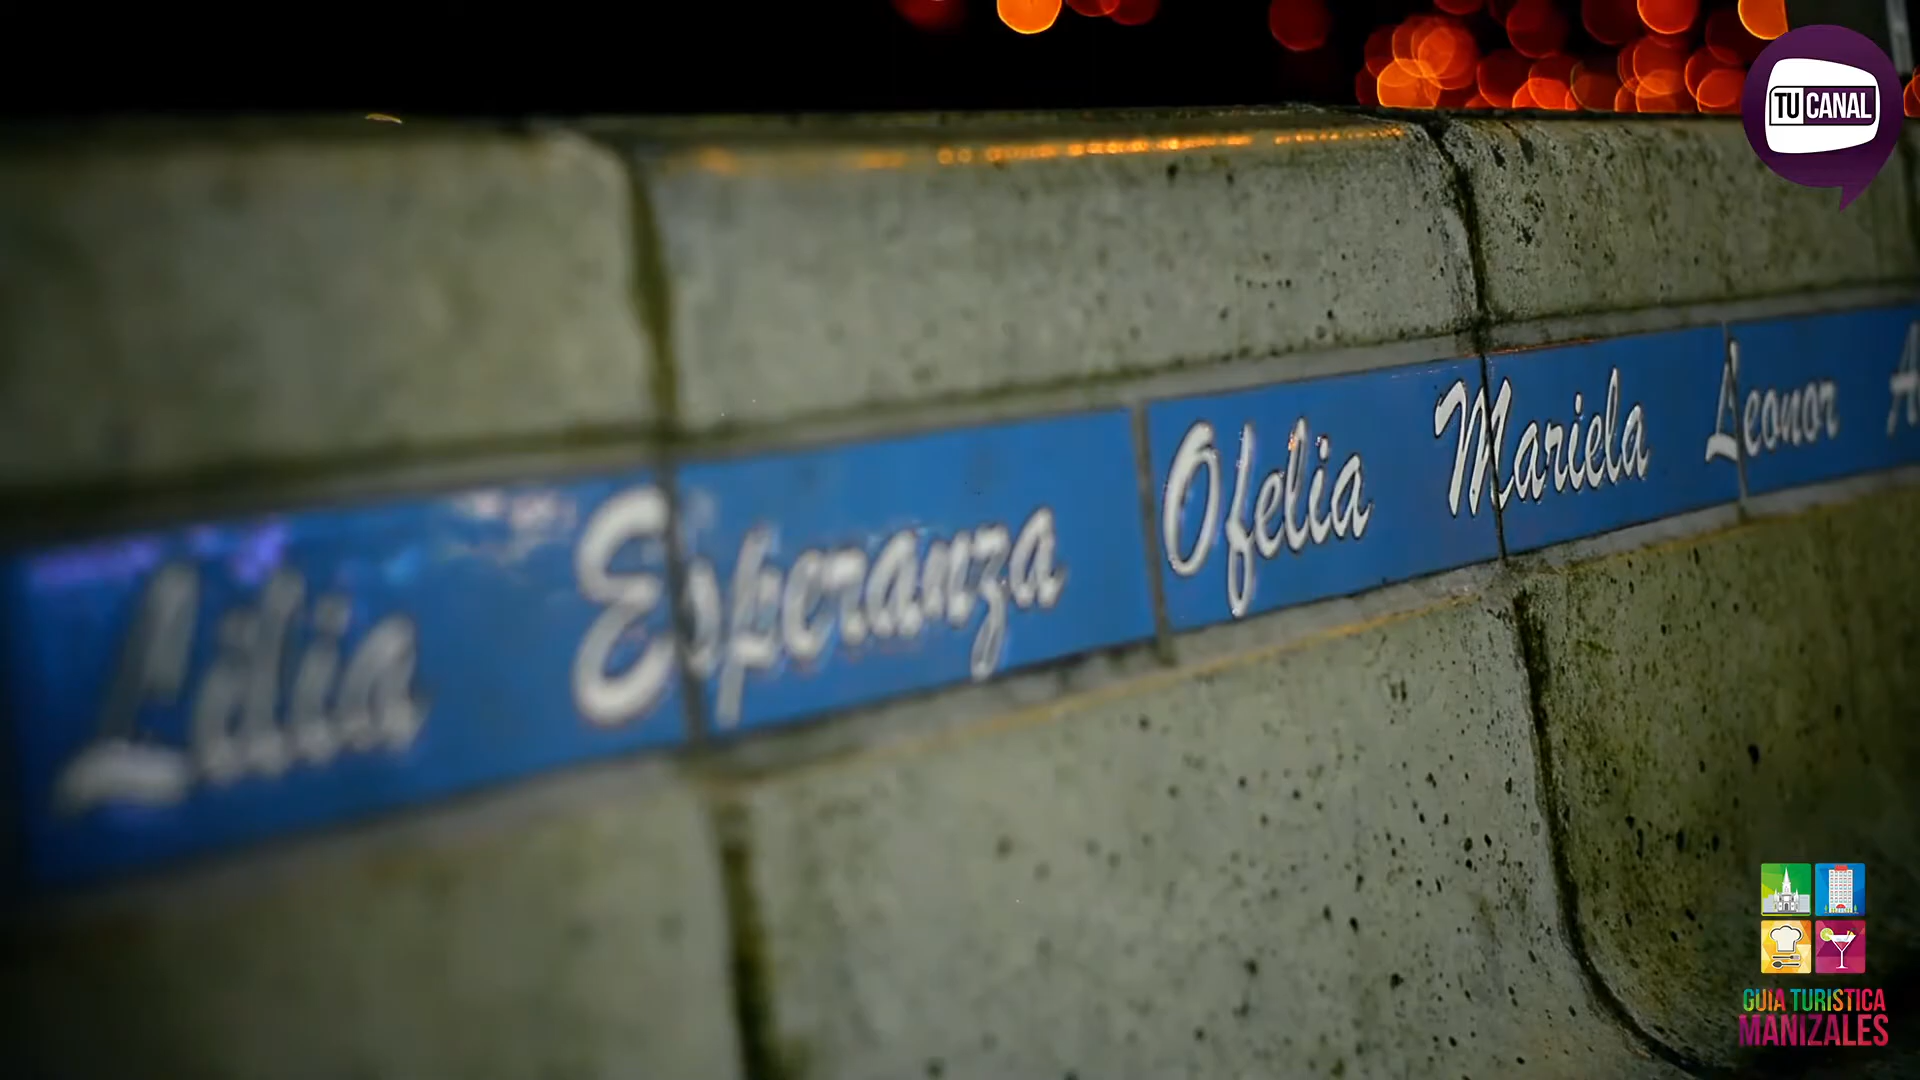 TU CANAL
Lilia Esperanza Ofelia Mariela Leonor
GUIA TURISTICA
MANIZALES